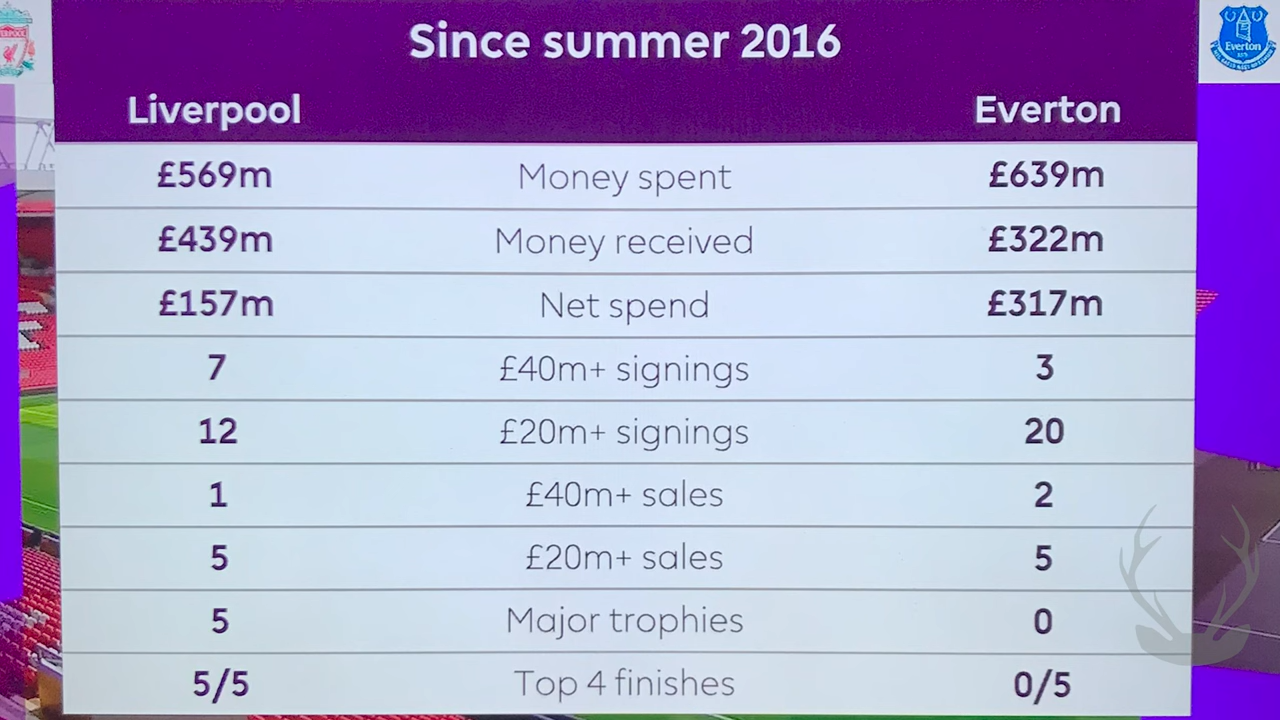 Since summer 2016
Liverpool Everton
£569m Money spent £639m
£439m Money received £322m
£157m Net spend £317m
7 £40m+ signings 3
12 £20m+ signings 20
1 £40m+ sales 2
5 £20m+ sales 5
5 Major trophies 0
5/5 Top 4 finishes 0/5
Everton